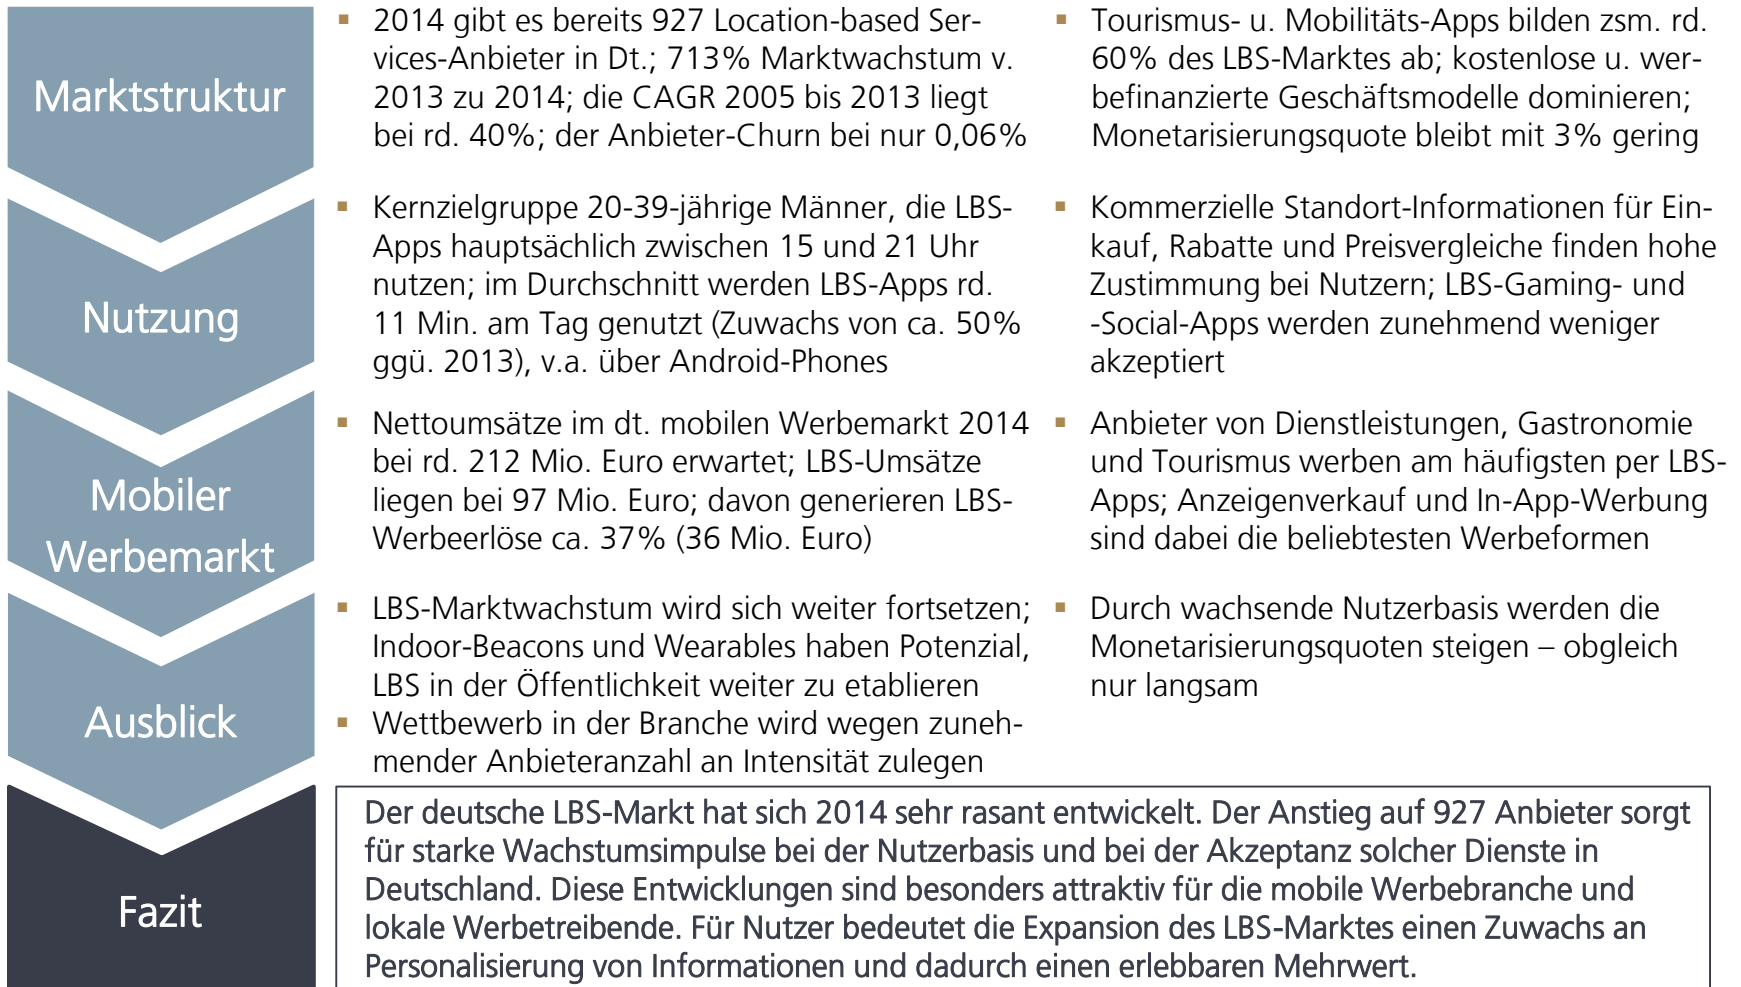 Marktstruktur
▪ 2014 gibt es bereits 927 Location-based Ser-
vices-Anbieter in Dt.; 713% Marktwachstum v.
2013 zu 2014; die CAGR 2005 bis 2013 liegt
bei rd. 40%; der Anbieter-Churn bei nur 0,06%
▪ Tourismus- u. Mobilitäts-Apps bilden zsm. rd.
60% des LBS-Marktes ab; kostenlose u. wer-
befinanzierte Geschäftsmodelle dominieren;
Monetarisierungsquote bleibt mit 3% gering
Nutzung
▪ Kernzielgruppe 20-39-jährige Männer, die LBS-
Apps hauptsächlich zwischen 15 und 21 Uhr
nutzen; im Durchschnitt werden LBS-Apps rd.
11 Min. am Tag genutzt (Zuwachs von ca. 50%
ggü. 2013), v.a. über Android-Phones
▪ Kommerzielle Standort-Informationen für Ein-
kauf, Rabatte und Preisvergleiche finden hohe
Zustimmung bei Nutzern; LBS-Gaming- und
-Social-Apps werden zunehmend weniger
akzeptiert
Mobiler
Werbemarkt
▪ Nettoumsätze im dt. mobilen Werbemarkt 2014
bei rd. 212 Mio. Euro erwartet; LBS-Umsätze
liegen bei 97 Mio. Euro; davon generieren LBS-
Werbeerlöse ca. 37% (36 Mio. Euro)
▪ Anbieter von Dienstleistungen, Gastronomie
und Tourismus werben am häufigsten per LBS-
Apps; Anzeigenverkauf und In-App-Werbung
sind dabei die beliebtesten Werbeformen
Ausblick
▪ LBS-Marktwachstum wird sich weiter fortsetzen;
Indoor-Beacons und Wearables haben Potenzial,
LBS in der Öffentlichkeit weiter zu etablieren
▪ Wettbewerb in der Branche wird wegen zuneh-
mender Anbieteranzahl an Intensität zulegen
▪ Durch wachsende Nutzerbasis werden die
Monetarisierungsquoten steigen – obgleich
nur langsam
Fazit
Der deutsche LBS-Markt hat sich 2014 sehr rasant entwickelt. Der Anstieg auf 927 Anbieter sorgt
für starke Wachstumsimpulse bei der Nutzerbasis und bei der Akzeptanz solcher Dienste in
Deutschland. Diese Entwicklungen sind besonders attraktiv für die mobile Werbebranche und
lokale Werbetreibende. Für Nutzer bedeutet die Expansion des LBS-Marktes einen Zuwachs an
Personalisierung von Informationen und dadurch einen erlebbaren Mehrwert.